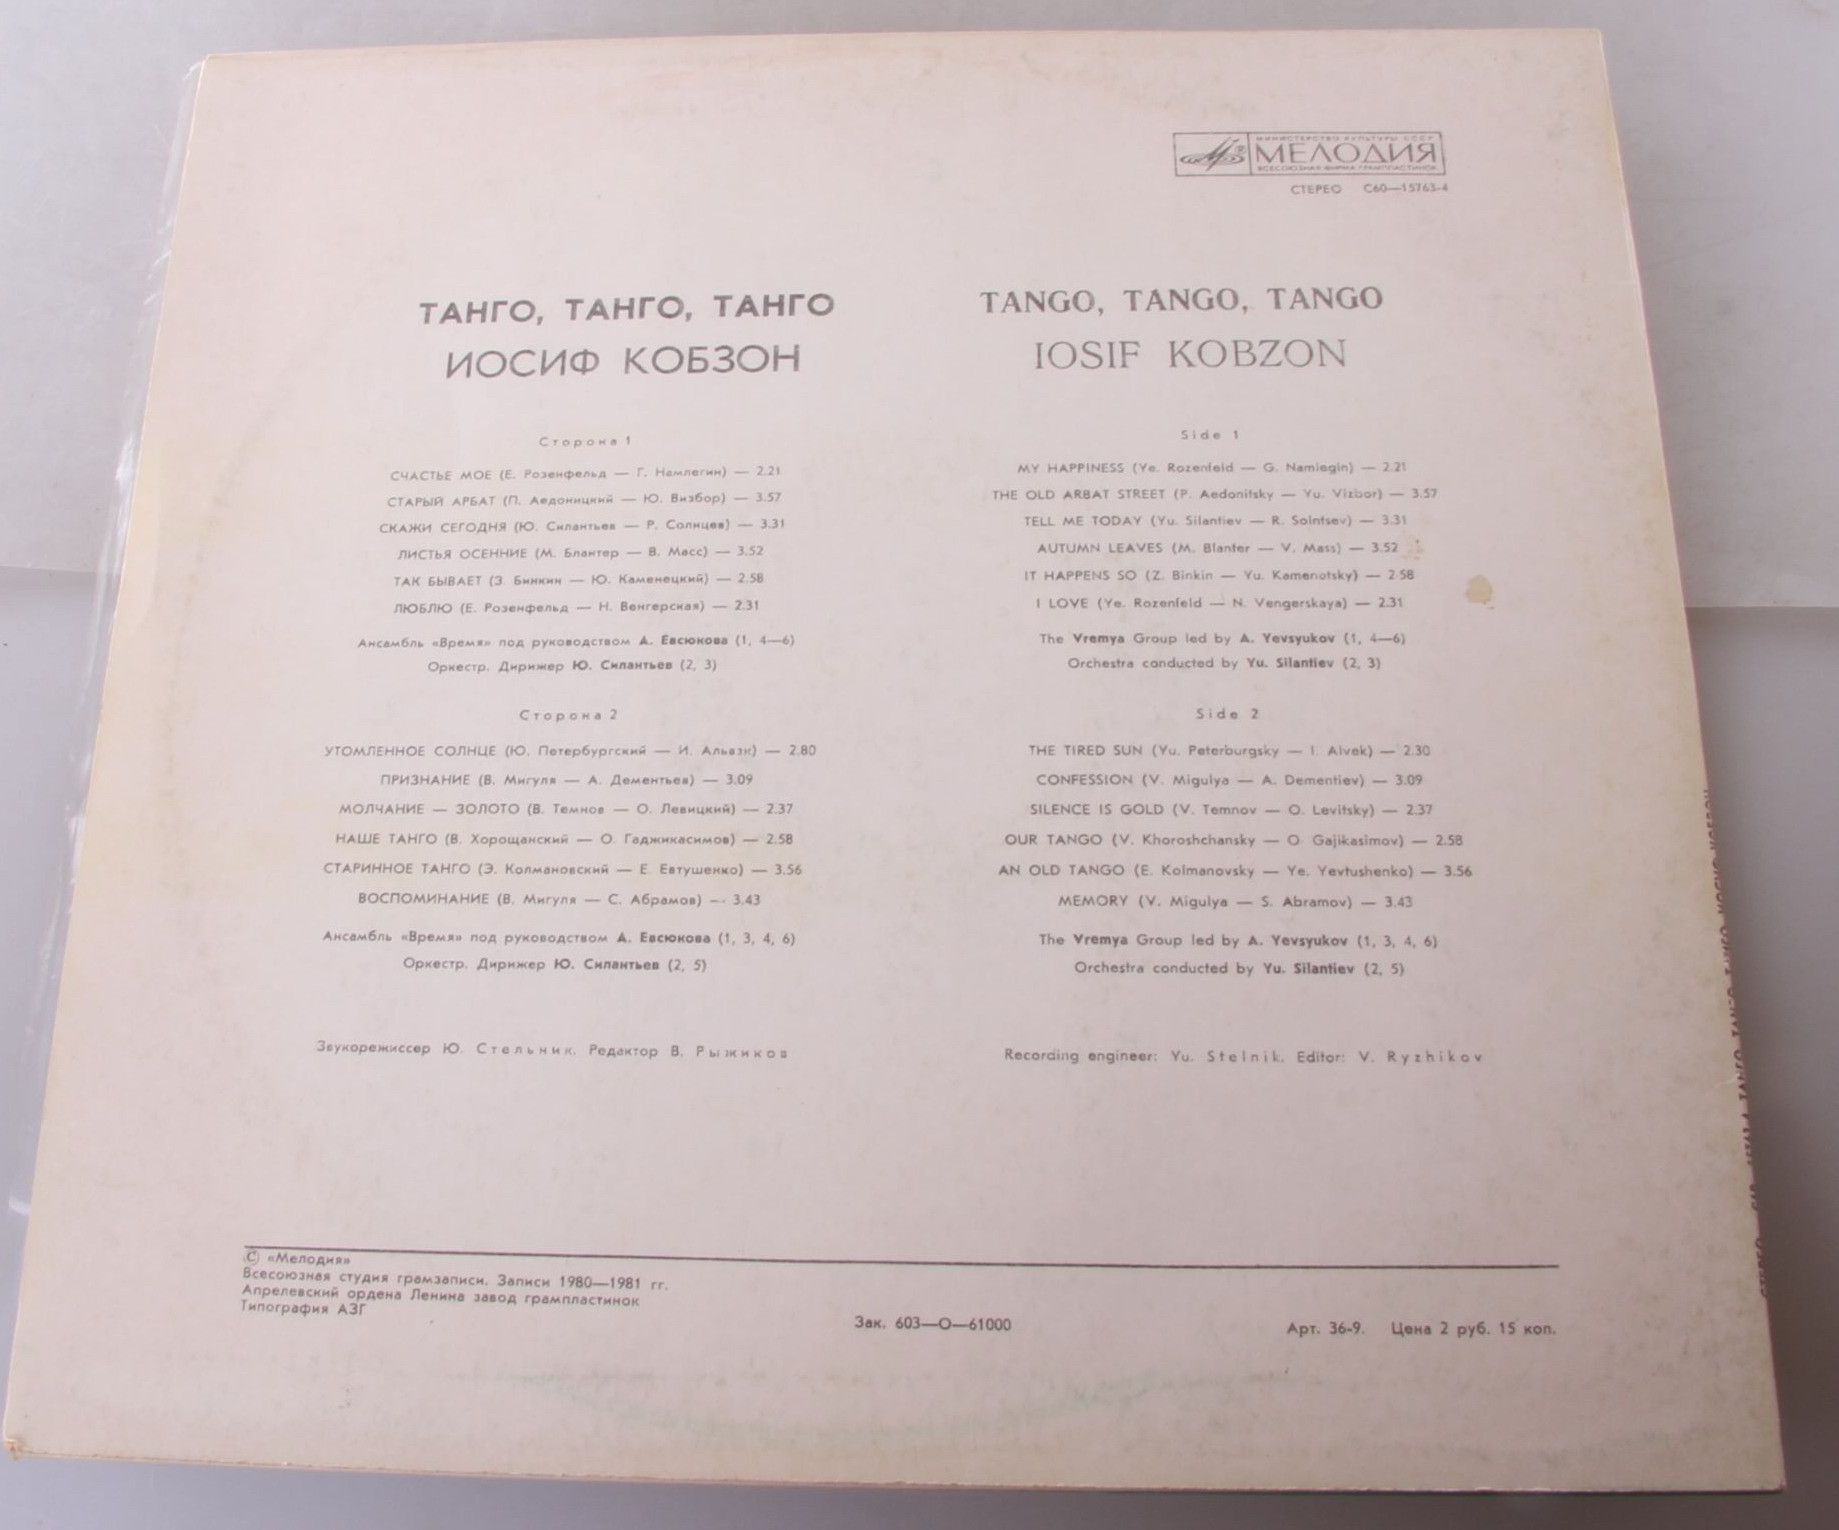 МИНИСТЕРСТВО КУЛЬТУРЫ СССР
МЕЛОДИЯ
ВСЕСОЮЗНАЯ ФИРМА ГРАМПЛАСТИНОК
СТЕРЕО С60—15763-4
ТАНГО, ТАНГО, ТАНГО
ИОСИФ КОБЗОН
Сторона 1
СЧАСТЬЕ МОЕ (Е. Розенфельд — Г. Намлегин) — 2.21
СТАРЫЙ АРБАТ (П. Аедоницкий — Ю. Визбор) — 3.57
СКАЖИ СЕГОДНЯ (Ю. Силантьев — Р. Солнцев) — 3.31
ЛИСТЬЯ ОСЕННИЕ (М. Блантер — В. Масс) — 3.52
ТАК БЫВАЕТ (З. Бинкин — Ю. Каменецкий) — 2.58
ЛЮБЛЮ (Е. Розенфельд — Н. Венгерская) — 2.31
Ансамбль «Время» под руководством А. Евсюкова (1, 4—6)
Оркестр. Дирижер Ю. Силантьев (2, 3)
Сторона 2
УТОМЛЕННОЕ СОЛНЦЕ (Ю. Петербургский — И. Альвэк) — 2.80
ПРИЗНАНИЕ (В. Мигуля — А. Дементьев) — 3.09
МОЛЧАНИЕ — ЗОЛОТО (В. Темнов — О. Левицкий) — 2.37
НАШЕ ТАНГО (В. Хорощанский — О. Гаджикасимов) — 2.58
СТАРИННОЕ ТАНГО (Э. Колмановский — Е. Евтушенко) — 3.56
ВОСПОМИНАНИЕ (В. Мигуля — С. Абрамов) — 3.43
Ансамбль «Время» под руководством А. Евсюкова (1, 3, 4, 6)
Оркестр. Дирижер Ю. Силантьев (2, 5)
Звукорежиссер Ю. Стельник. Редактор В. Рыжиков
TANGO, TANGO, TANGO
IOSIF KOBZON
Side 1
MY HAPPINESS (Ye. Rozenfeld — G. Namlegin) — 2.21
THE OLD ARBAT STREET (P. Aedonitsky — Yu. Vizbor) — 3.57
TELL ME TODAY (Yu. Silantiev — R. Solntsev) — 3.31
AUTUMN LEAVES (M. Blanter — V. Mass) — 3.52
IT HAPPENS SO (Z. Binkin — Yu. Kamenotsky) — 2.58
I LOVE (Ye. Rozenfeld — N. Vengerskaya) — 2.31
The Vremya Group led by A. Yevsyukov (1, 4—6)
Orchestra conducted by Yu. Silantiev (2, 3)
Side 2
THE TIRED SUN (Yu. Peterburgsky — I. Alvek) — 2.30
CONFESSION (V. Migulya — A. Dementiev) — 3.09
SILENCE IS GOLD (V. Temnov — O. Levitsky) — 2.37
OUR TANGO (V. Khoroshchansky — O. Gajikasimov) — 2.58
AN OLD TANGO (E. Kolmanovsky — Ye. Yevtushenko) — 3.56
MEMORY (V. Migulya — S. Abramov) — 3.43
The Vremya Group led by A. Yevsyukov (1, 3, 4, 6)
Orchestra conducted by Yu. Silantiev (2, 5)
Recording engineer: Yu. Stelnik. Editor: V. Ryzhikov
© «Мелодия»
Всесоюзная студия грамзаписи. Записи 1980—1981 гг.
Апрелевский ордена Ленина завод грампластинок
Типография АЗГ
Зак. 603—О—61000
Арт. 36-9. Цена 2 руб. 15 коп.